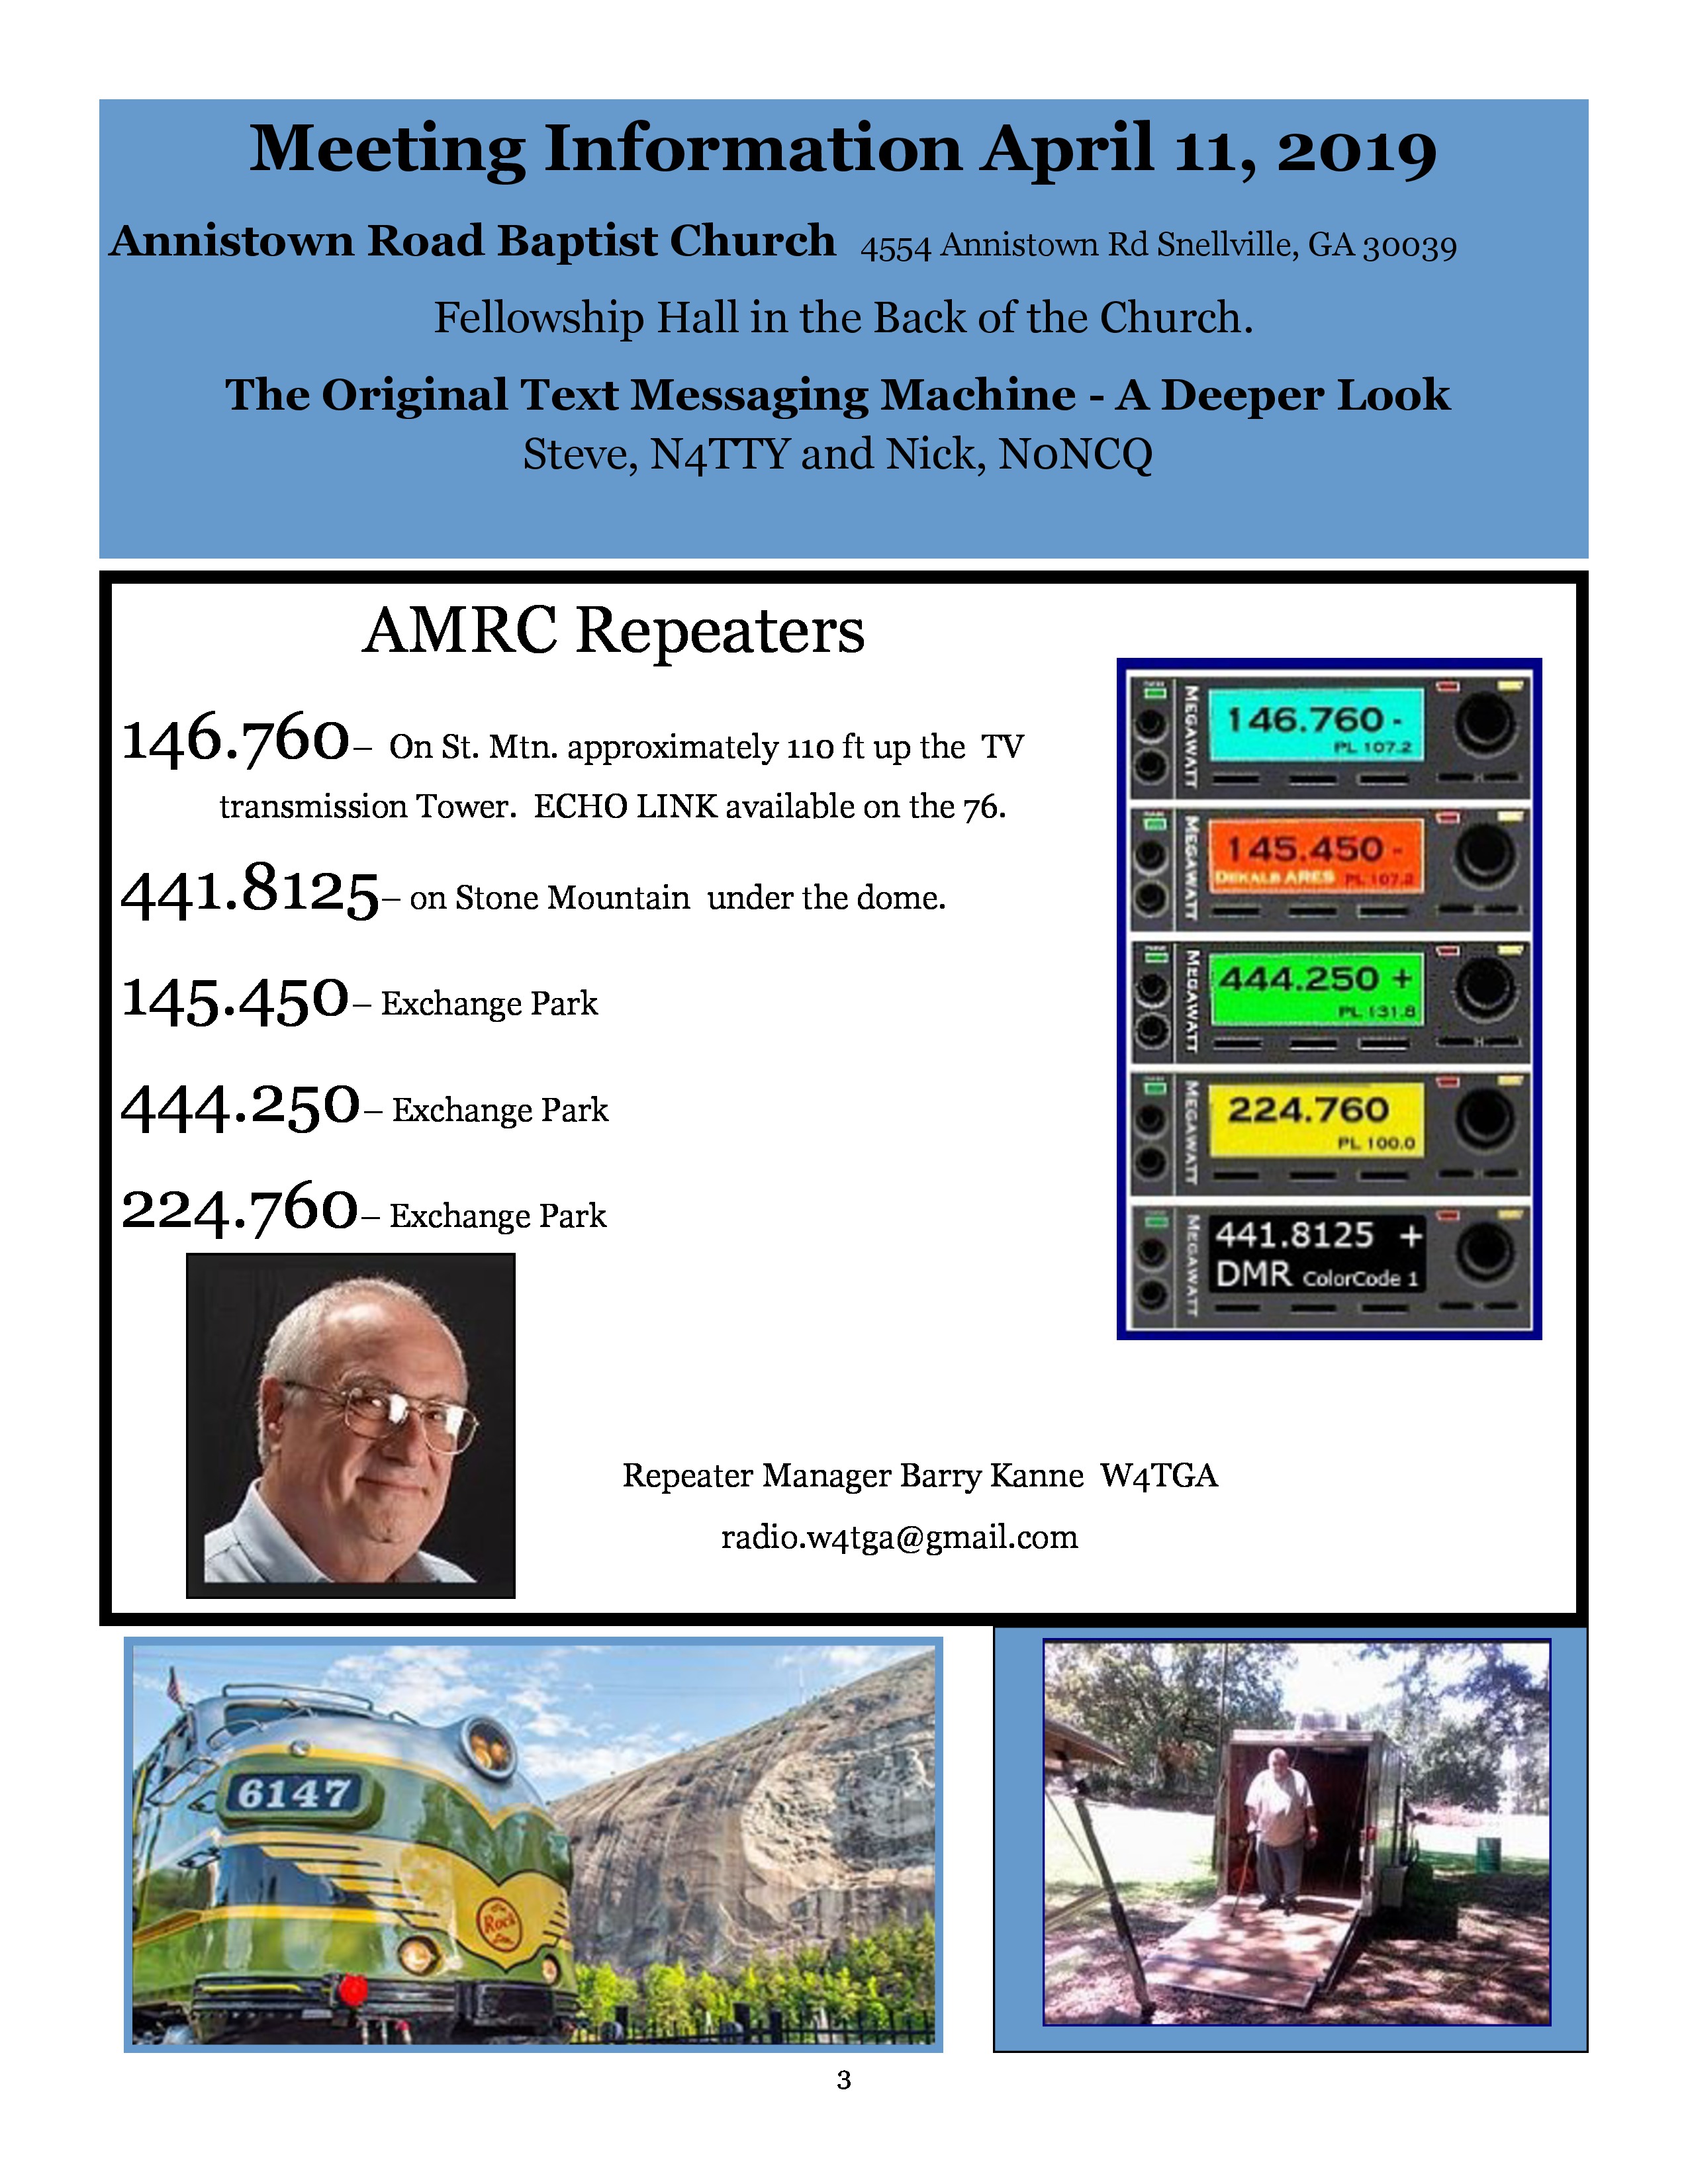 Meeting Information April 11, 2019
Annistown Road Baptist Church 4554 Annistown Rd Snellville, GA 30039
Fellowship Hall in the Back of the Church.
The Original Text Messaging Machine - A Deeper Look
Steve, N4TTY and Nick, N0NCQ
AMRC Repeaters
146.760– On St. Mtn. approximately 110 ft up the TV
transmission Tower. ECHO LINK available on the 76.
441.8125– on Stone Mountain under the dome.
145.450– Exchange Park
444.250– Exchange Park
224.760– Exchange Park
MEGAWATT
146.760 -
PL 107.2
MEGAWATT
145.450 -
DEKALB ARES PL 107.2
MEGAWATT
444.250 +
PL 131.8
MEGAWATT
224.760
PL 100.0
MEGAWATT
441.8125 +
DMR ColorCode 1
Repeater Manager Barry Kanne W4TGA
radio.w4tga@gmail.com
6147
Rock
3